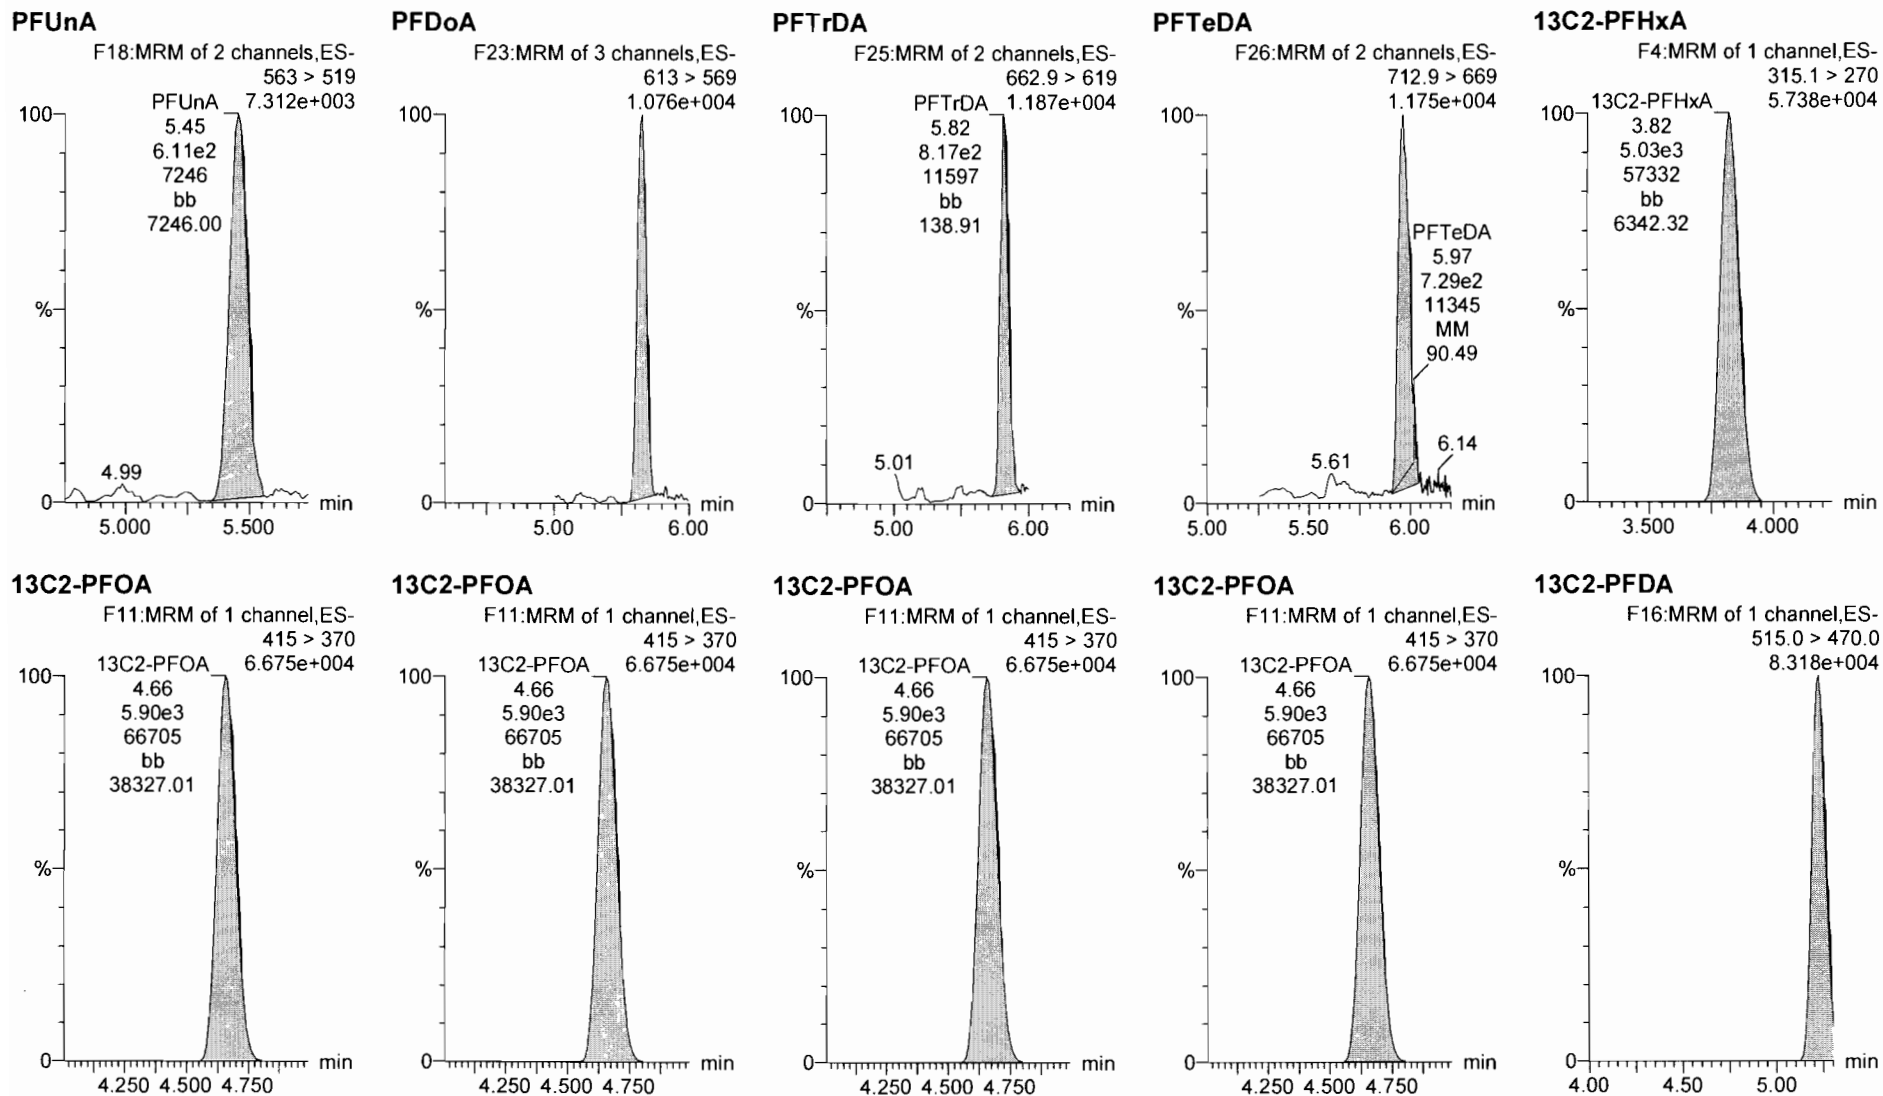 PFUnA
F18:MRM of 2 channels,ES-
563 > 519
7.312e+003
PFUnA
5.45
6.11e2
7246
bb
7246.00
4.99
100
%
0
min
5.000 5.500
PFDoA
F23:MRM of 3 channels,ES-
613 > 569
1.076e+004
100
%
0
min
5.00 6.00
PFTrDA
F25:MRM of 2 channels,ES-
662.9 > 619
1.187e+004
PFTrDA
5.82
8.17e2
11597
bb
138.91
5.01
100
%
0
min
5.00 6.00
PFTeDA
F26:MRM of 2 channels,ES-
712.9 > 669
1.175e+004
PFTeDA
5.97
7.29e2
11345
MM
90.49
5.61
6.14
100
%
0
min
5.00 5.50 6.00
13C2-PFHxA
F4:MRM of 1 channel,ES-
315.1 > 270
5.738e+004
13C2-PFHxA
3.82
5.03e3
57332
bb
6342.32
100
%
0
min
3.500 4.000
13C2-PFOA
F11:MRM of 1 channel,ES-
415 > 370
6.675e+004
13C2-PFOA
4.66
5.90e3
66705
bb
38327.01
100
%
0
min
4.250 4.500 4.750
13C2-PFOA
F11:MRM of 1 channel,ES-
415 > 370
6.675e+004
13C2-PFOA
4.66
5.90e3
66705
bb
38327.01
100
%
0
min
4.250 4.500 4.750
13C2-PFOA
F11:MRM of 1 channel,ES-
415 > 370
6.675e+004
13C2-PFOA
4.66
5.90e3
66705
bb
38327.01
100
%
0
min
4.250 4.500 4.750
13C2-PFOA
F11:MRM of 1 channel,ES-
415 > 370
6.675e+004
13C2-PFOA
4.66
5.90e3
66705
bb
38327.01
100
%
0
min
4.250 4.500 4.750
13C2-PFDA
F16:MRM of 1 channel,ES-
515.0 > 470.0
8.318e+004
100
%
0
min
4.00 4.50 5.00